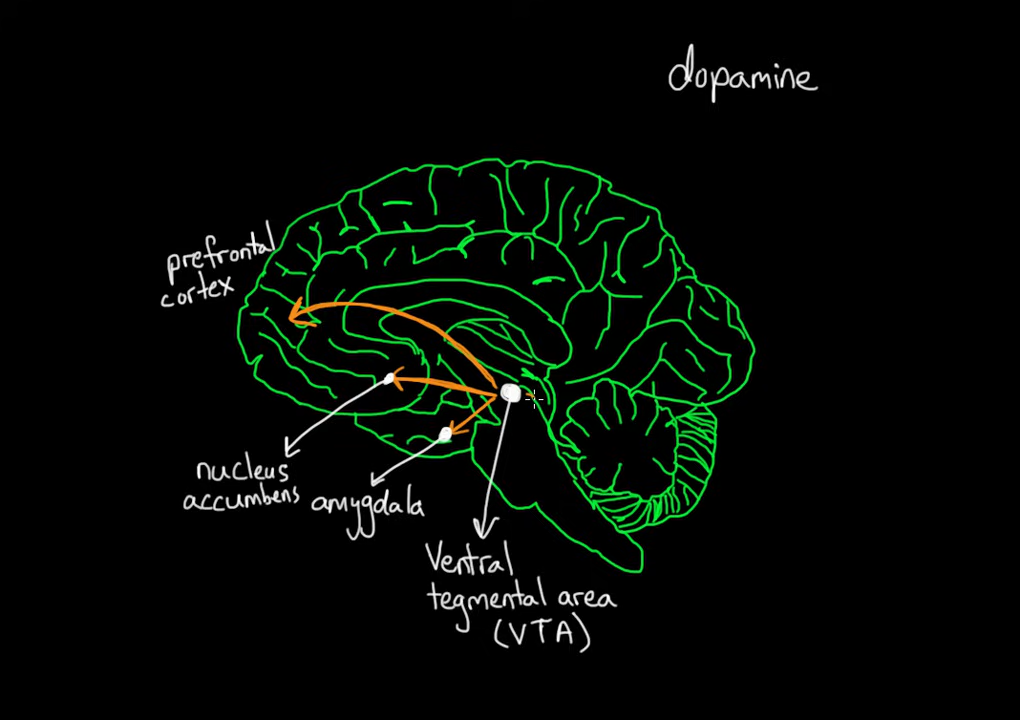 dopamine
prefrontal
cortex
nucleus
accumbens
amygdala
Ventral
tegmental area
(VTA)